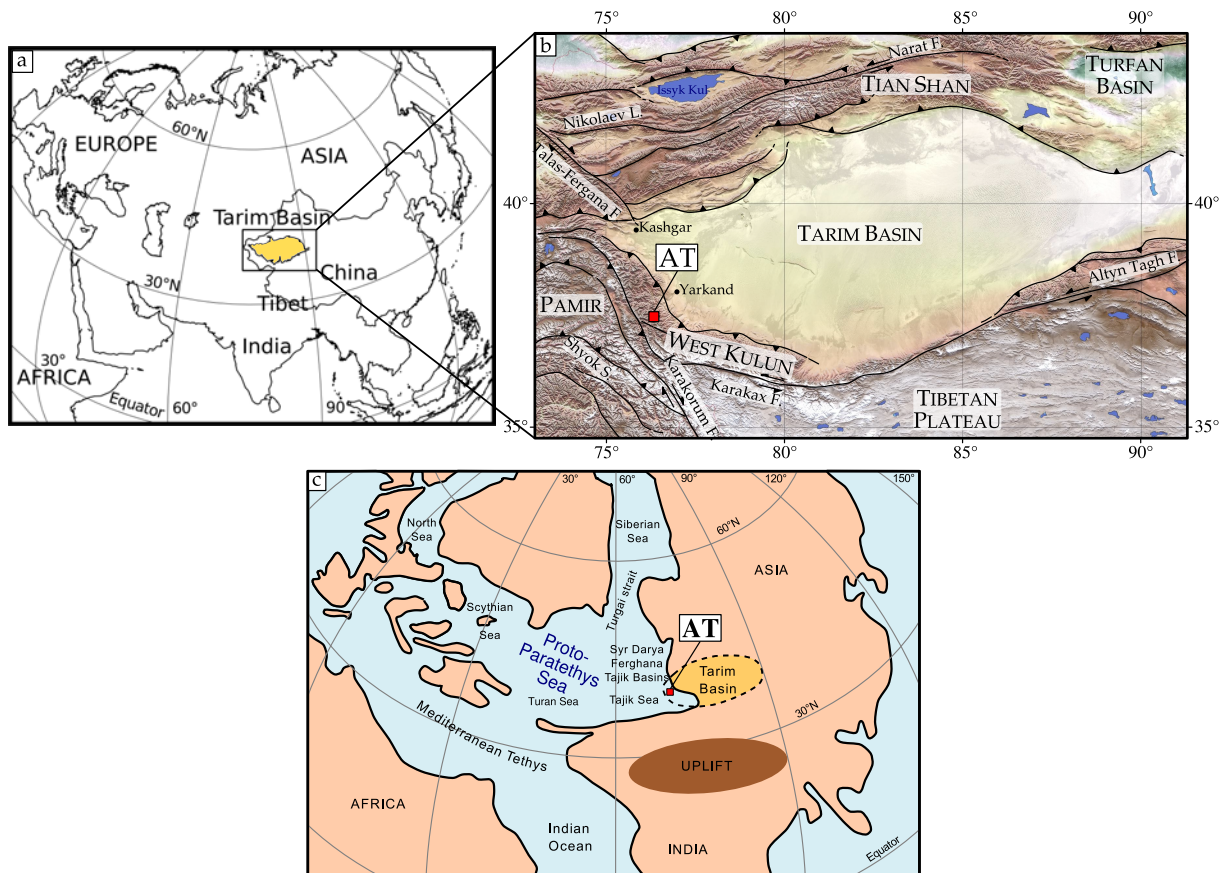 a
60°N
EUROPE
ASIA
Tarim Basin
China
30°N
Tibet
India
30°
AFRICA
Equator
60°
90°
75°
80°
85°
90°
b
Narat F.
TURFAN
BASIN
Issyk Kul
TIAN SHAN
Nikolaev L.
Talas-Fergana F.
40°
40°
Kashgar
TARIM BASIN
AT
Altyn Tagh F.
Yarkand
PAMIR
WEST KULUN
Shyok S.
Karakorum F.
Karakax F.
TIBETAN
PLATEAU
35°
35°
75°
80°
85°
90°
c
30°
60°
90°
120°
150°
North
Sea
Siberian
Sea
60°N
ASIA
Turgai strait
Scythian
Sea
AT
Proto-
Paratethys
Sea
Syr Darya
Ferghana
Tajik Basins
Tarim
Basin
Turan Sea
Tajik Sea
30°N
Mediterranean Tethys
UPLIFT
AFRICA
Indian
Ocean
INDIA
Equator